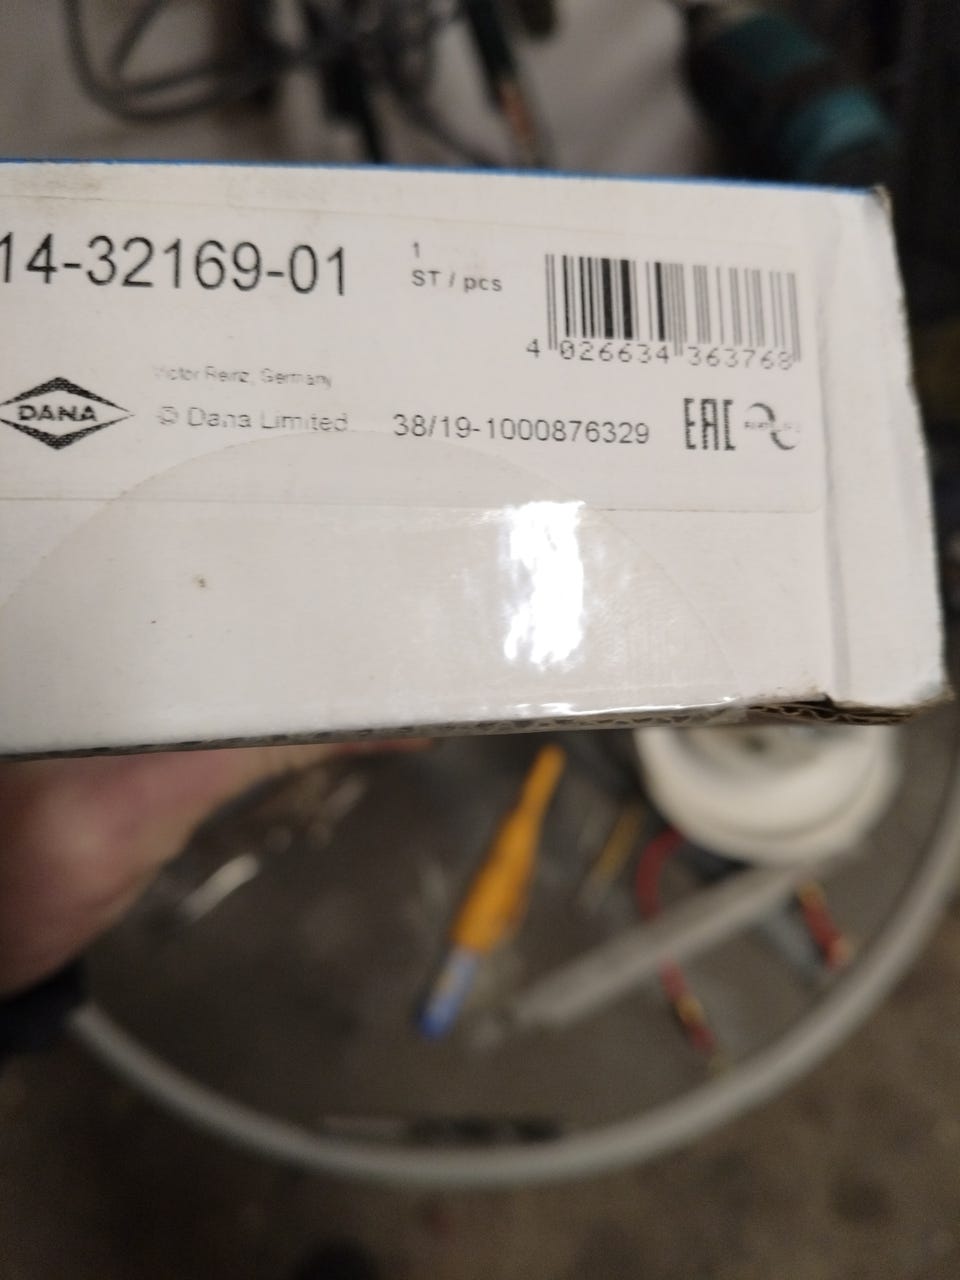 14-32169-01
1
ST / pcs
4 026634 363768
Victor Reinz, Germany
DANA
© Dana Limited
38/19-1000876329
EAC